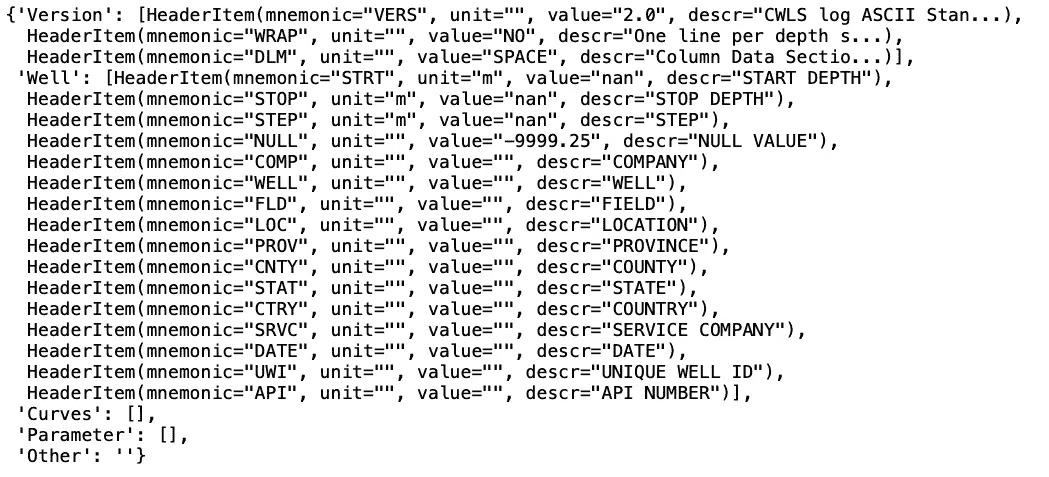 {'Version': [HeaderItem(mnemonic="VERS", unit="", value="2.0", descr="CWLS log ASCII Stan...),
HeaderItem(mnemonic="WRAP", unit="", value="NO", descr="One line per depth s...),
HeaderItem(mnemonic="DLM", unit="", value="SPACE", descr="Column Data Sectio...)],
'Well': [HeaderItem(mnemonic="STRT", unit="m", value="nan", descr="START DEPTH"),
HeaderItem(mnemonic="STOP", unit="m", value="nan", descr="STOP DEPTH"),
HeaderItem(mnemonic="STEP", unit="m", value="nan", descr="STEP"),
HeaderItem(mnemonic="NULL", unit="", value="-9999.25", descr="NULL VALUE"),
HeaderItem(mnemonic="COMP", unit="", value="", descr="COMPANY"),
HeaderItem(mnemonic="WELL", unit="", value="", descr="WELL"),
HeaderItem(mnemonic="FLD", unit="", value="", descr="FIELD"),
HeaderItem(mnemonic="LOC", unit="", value="", descr="LOCATION"),
HeaderItem(mnemonic="PROV", unit="", value="", descr="PROVINCE"),
HeaderItem(mnemonic="CNTY", unit="", value="", descr="COUNTY"),
HeaderItem(mnemonic="STAT", unit="", value="", descr="STATE"),
HeaderItem(mnemonic="CTRY", unit="", value="", descr="COUNTRY"),
HeaderItem(mnemonic="SRVC", unit="", value="", descr="SERVICE COMPANY"),
HeaderItem(mnemonic="DATE", unit="", value="", descr="DATE"),
HeaderItem(mnemonic="UWI", unit="", value="", descr="UNIQUE WELL ID"),
HeaderItem(mnemonic="API", unit="", value="", descr="API NUMBER")],
'Curves': [],
'Parameter': [],
'Other': ''}